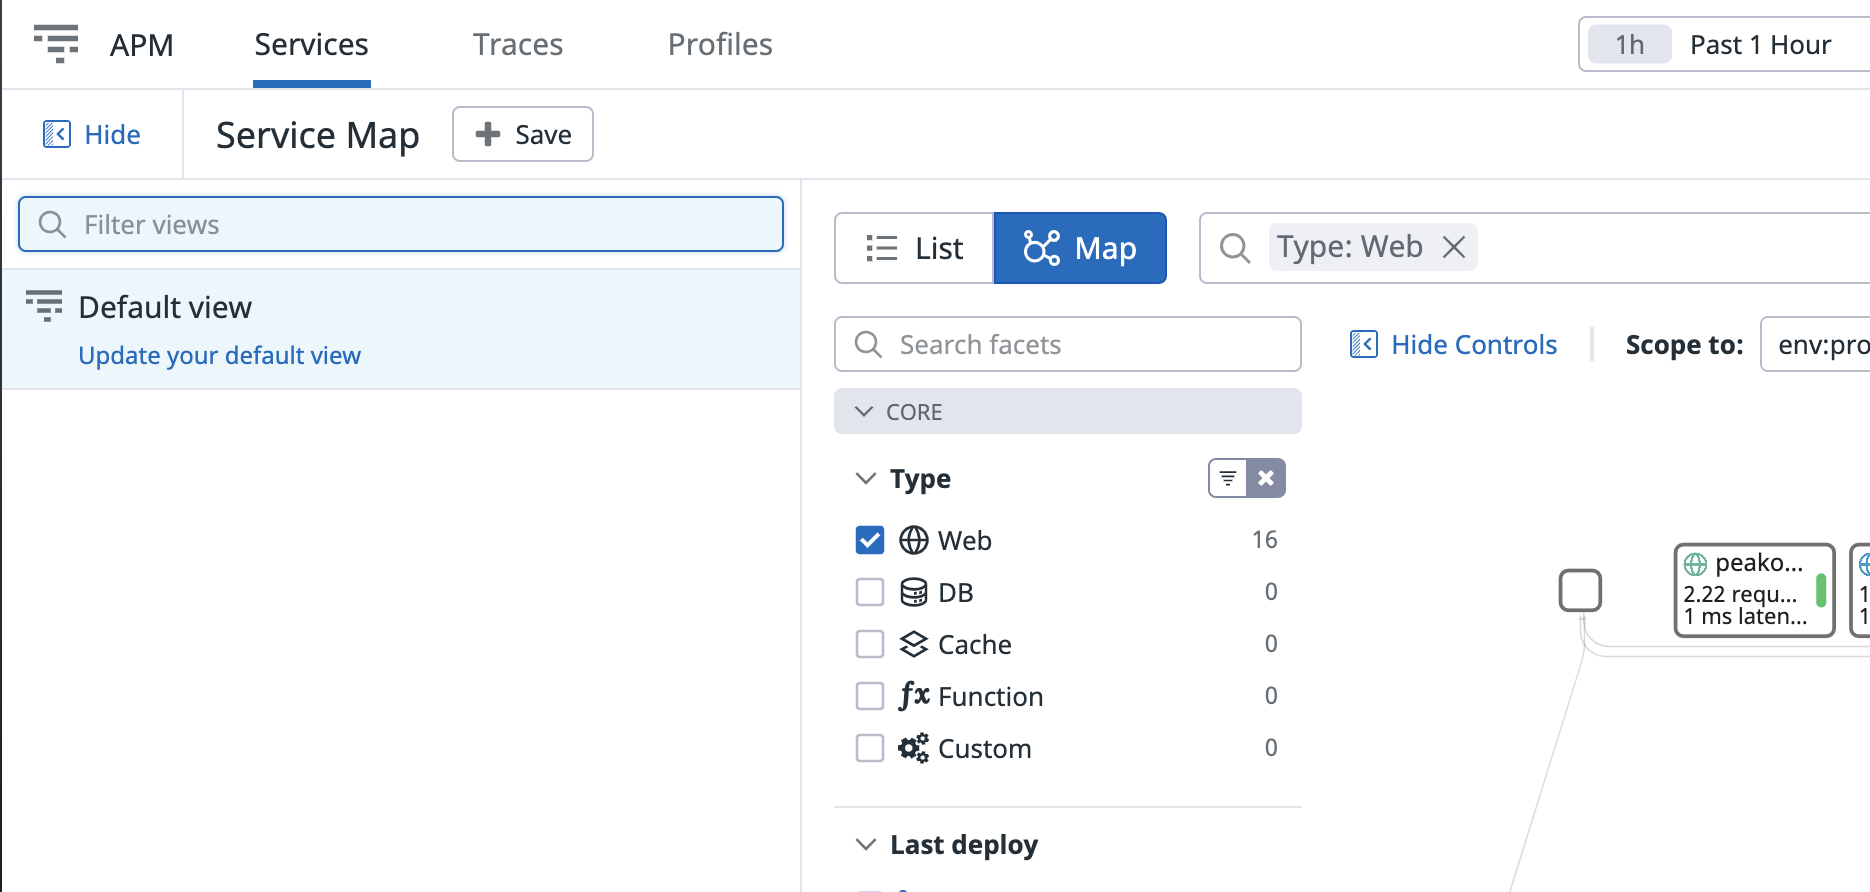 APM Services Traces Profiles 1h Past 1 Hour
Hide Service Map Save
Filter views
Default view
Update your default view
List Map Type: Web
Search facets Hide Controls Scope to: env:pro
CORE
Type
Web 16
DB 0
Cache 0
Function 0
Custom 0
Last deploy
peako...
2.22 requ...
1 ms laten...
1
1